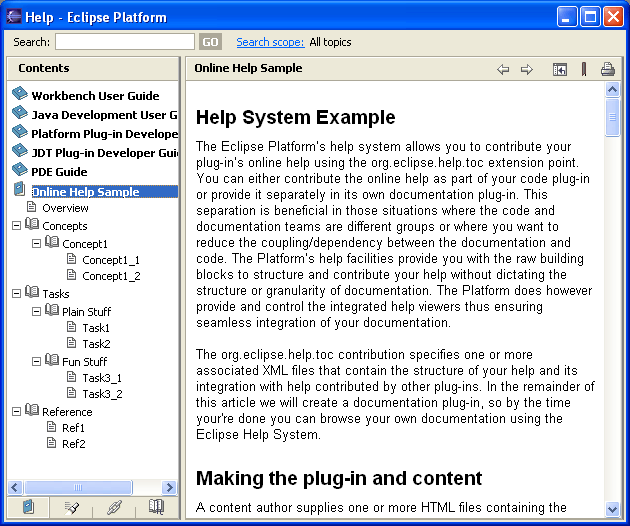 Help - Eclipse Platform
Search:
GO
Search scope: All topics
Contents
Workbench User Guide
Java Development User G
Platform Plug-in Develope
JDT Plug-in Developer Gui
PDE Guide
Online Help Sample
Overview
Concepts
Concept1
Concept1_1
Concept1_2
Tasks
Plain Stuff
Task1
Task2
Fun Stuff
Task3_1
Task3_2
Reference
Ref1
Ref2
Online Help Sample
Help System Example
The Eclipse Platform's help system allows you to contribute your
plug-in's online help using the org.eclipse.help.toc extension point.
You can either contribute the online help as part of your code plug-in
or provide it separately in its own documentation plug-in. This
separation is beneficial in those situations where the code and
documentation teams are different groups or where you want to
reduce the coupling/dependency between the documentation and
code. The Platform's help facilities provide you with the raw building
blocks to structure and contribute your help without dictating the
structure or granularity of documentation. The Platform does however
provide and control the integrated help viewers thus ensuring
seamless integration of your documentation.
The org.eclipse.help.toc contribution specifies one or more
associated XML files that contain the structure of your help and its
integration with help contributed by other plug-ins. In the remainder of
this article we will create a documentation plug-in, so by the time
your're done you can browse your own documentation using the
Eclipse Help System.
Making the plug-in and content
A content author supplies one or more HTML files containing the